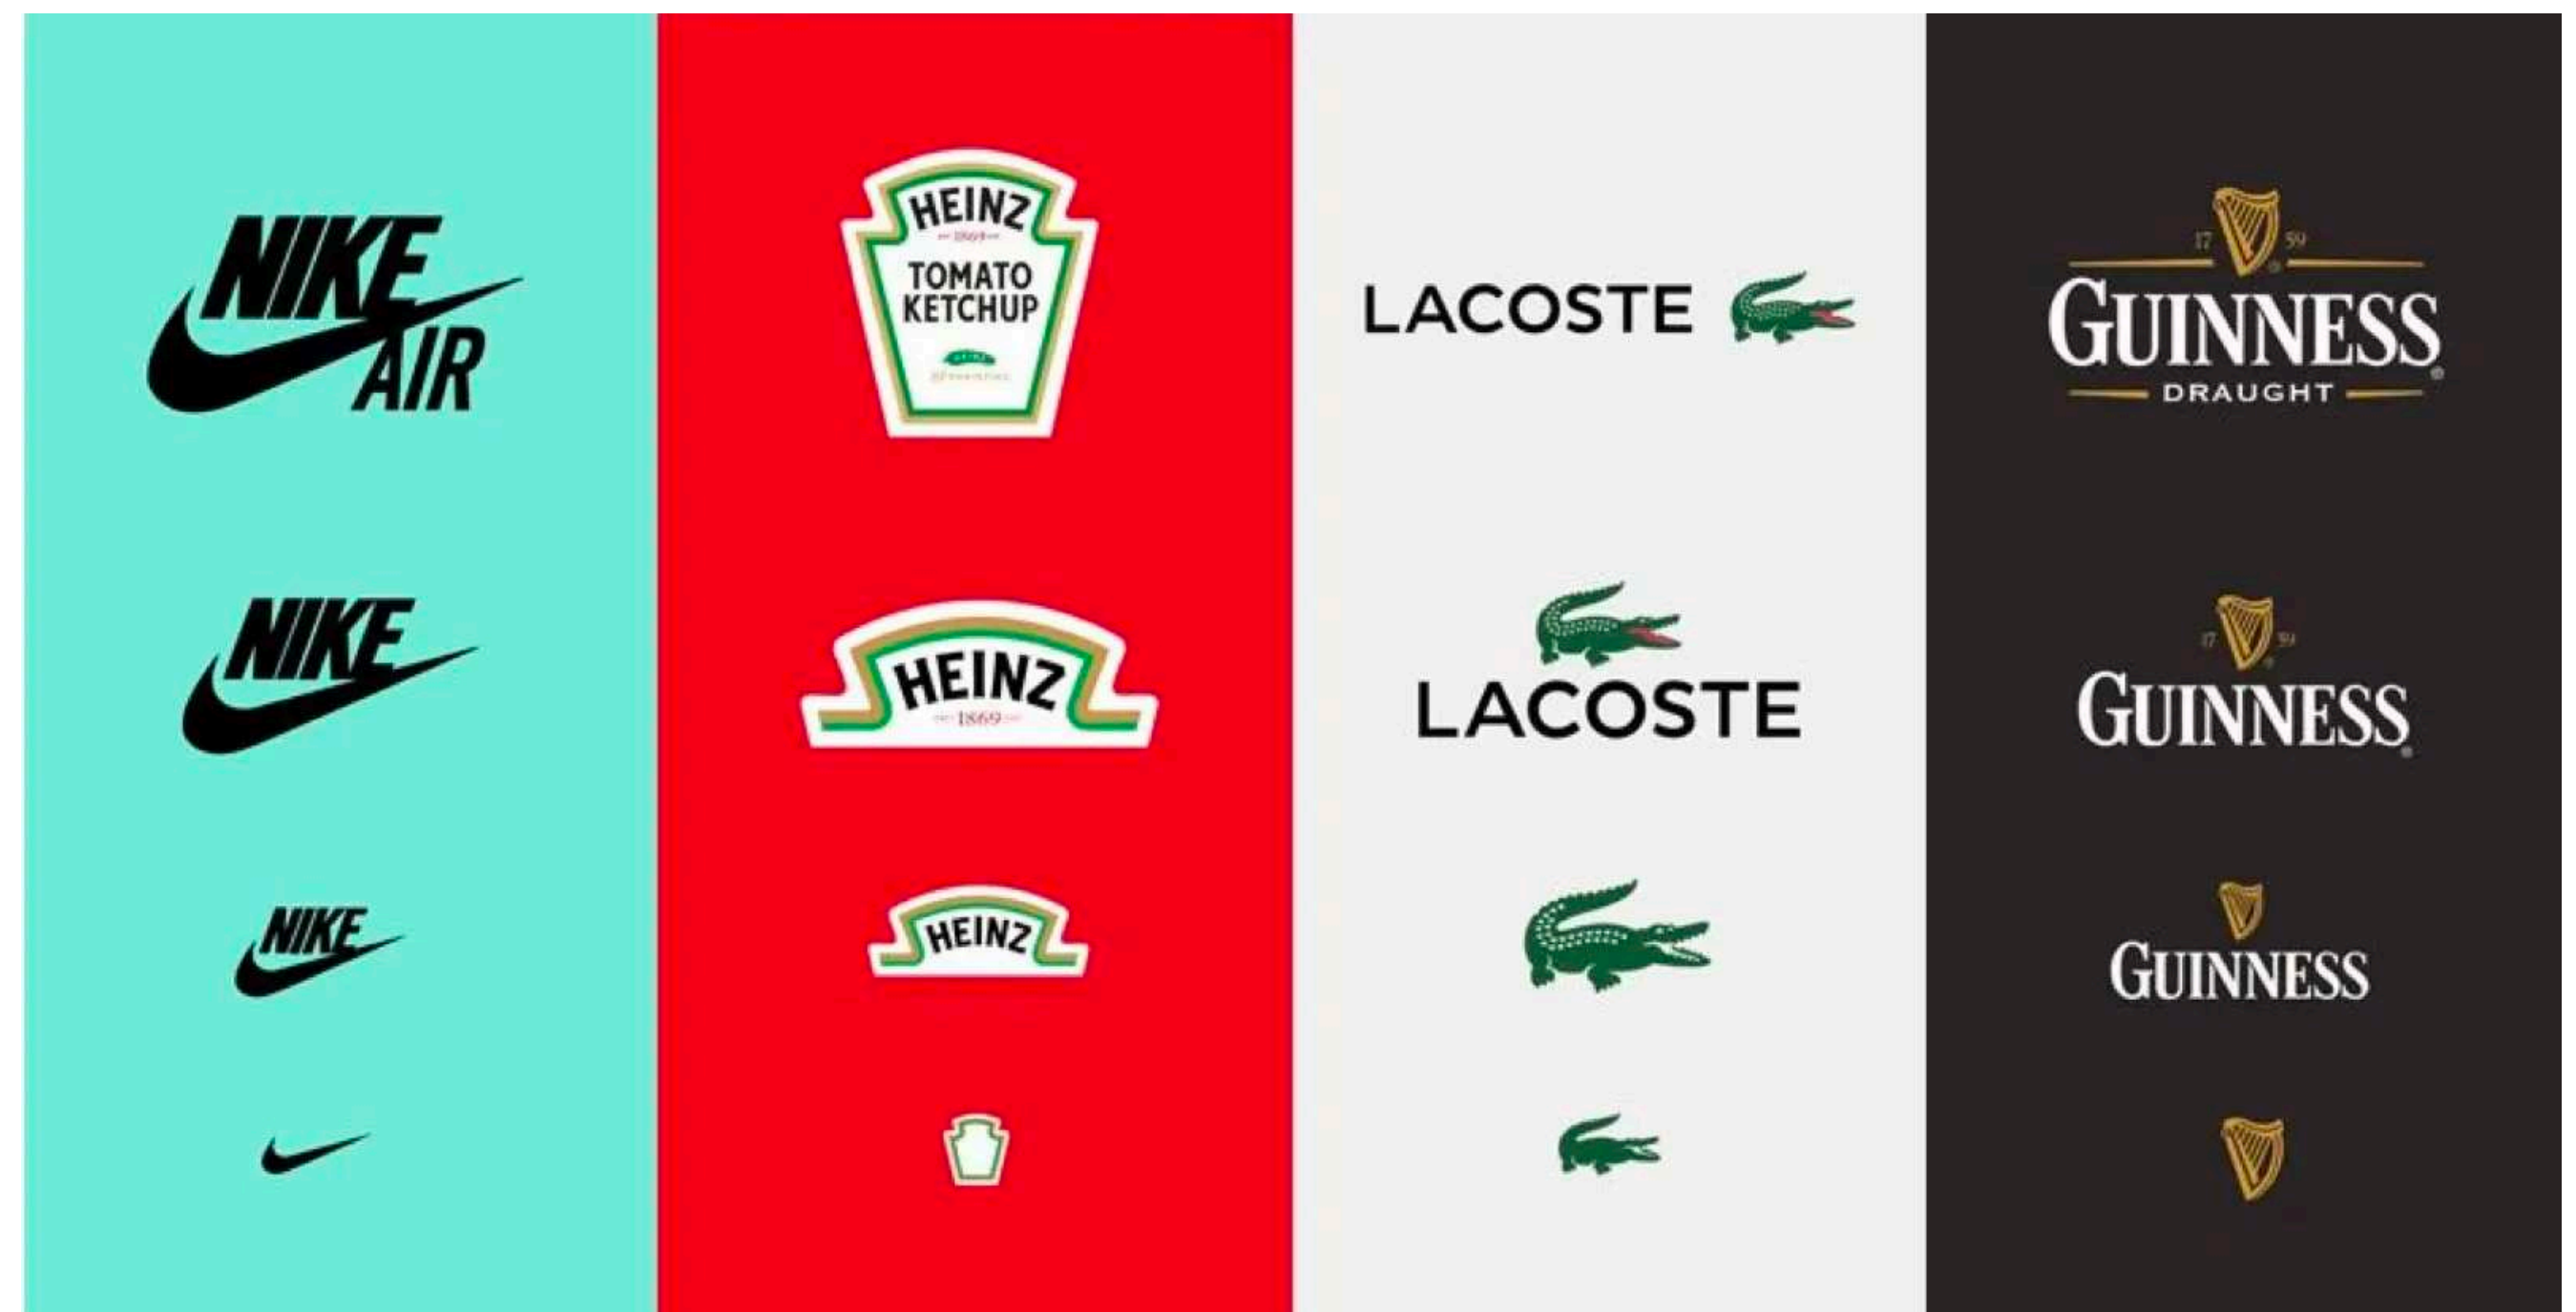 NIKE
AIR
NIKE
NIKE
HEINZ
1869
TOMATO
KETCHUP
HEINZ
HEINZ
1869
HEINZ
LACOSTE
LACOSTE
17 59
GUINNESS
DRAUGHT
17 59
GUINNESS
GUINNESS